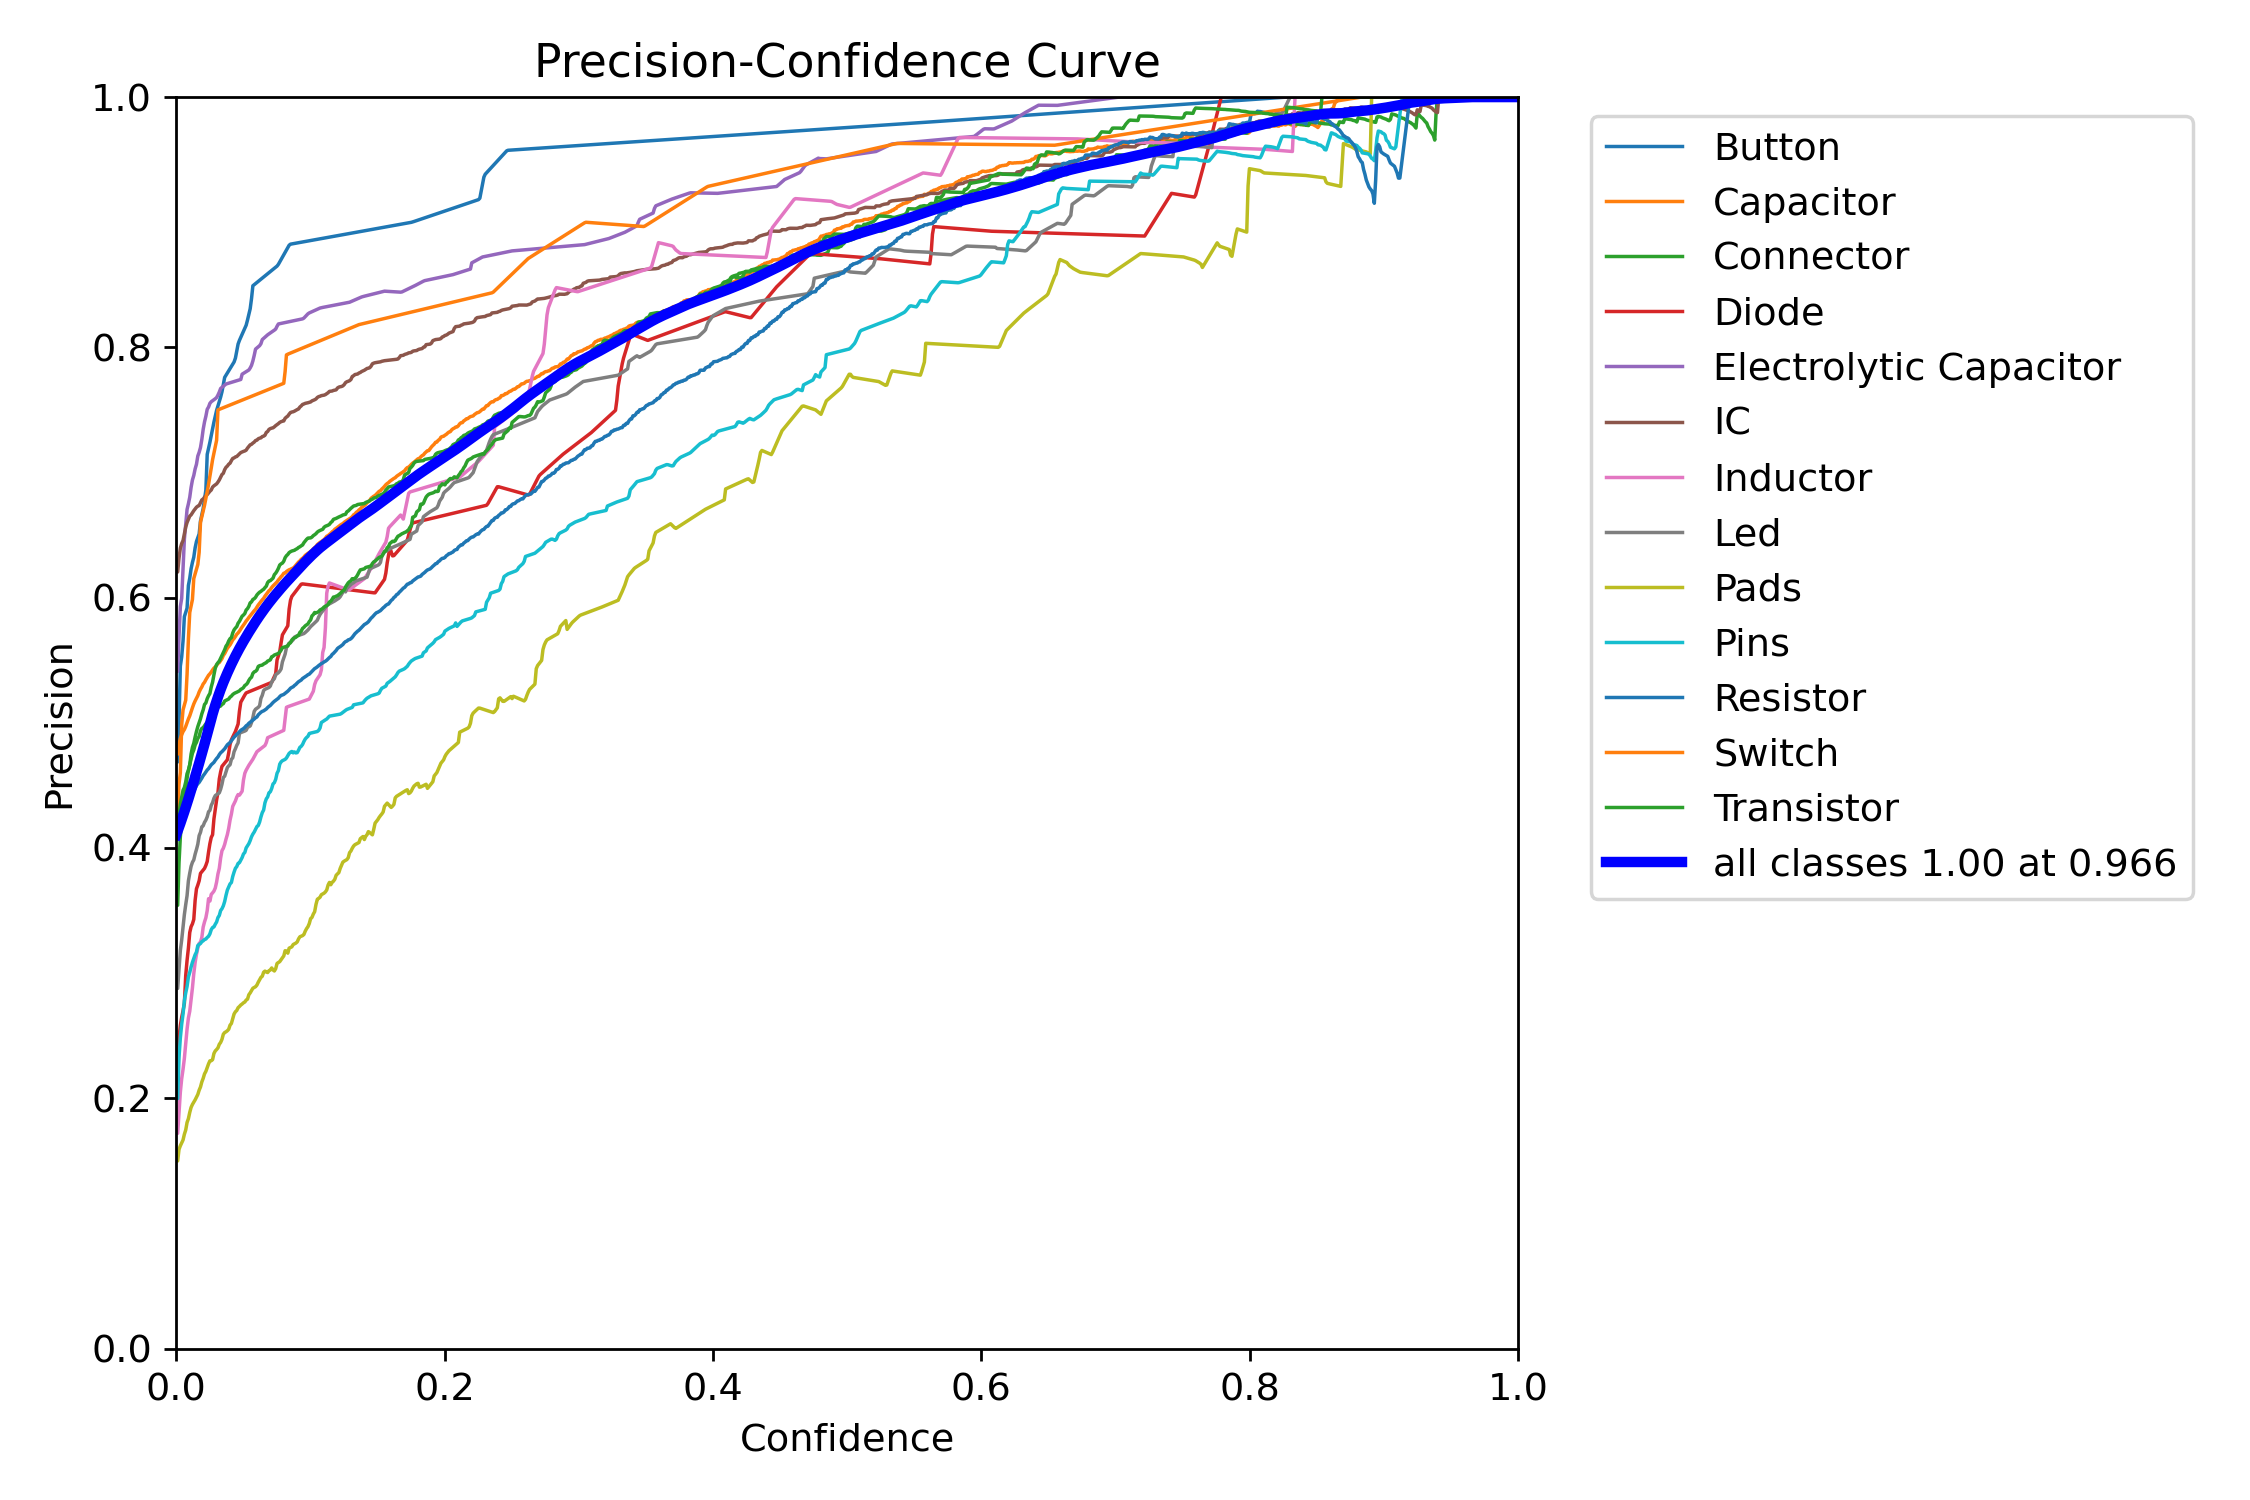 Precision-Confidence Curve
1.0
0.8
0.6
0.4
0.2
0.0
Precision
0.0 0.2 0.4 0.6 0.8 1.0
Confidence
Button
Capacitor
Connector
Diode
Electrolytic Capacitor
IC
Inductor
Led
Pads
Pins
Resistor
Switch
Transistor
all classes 1.00 at 0.966